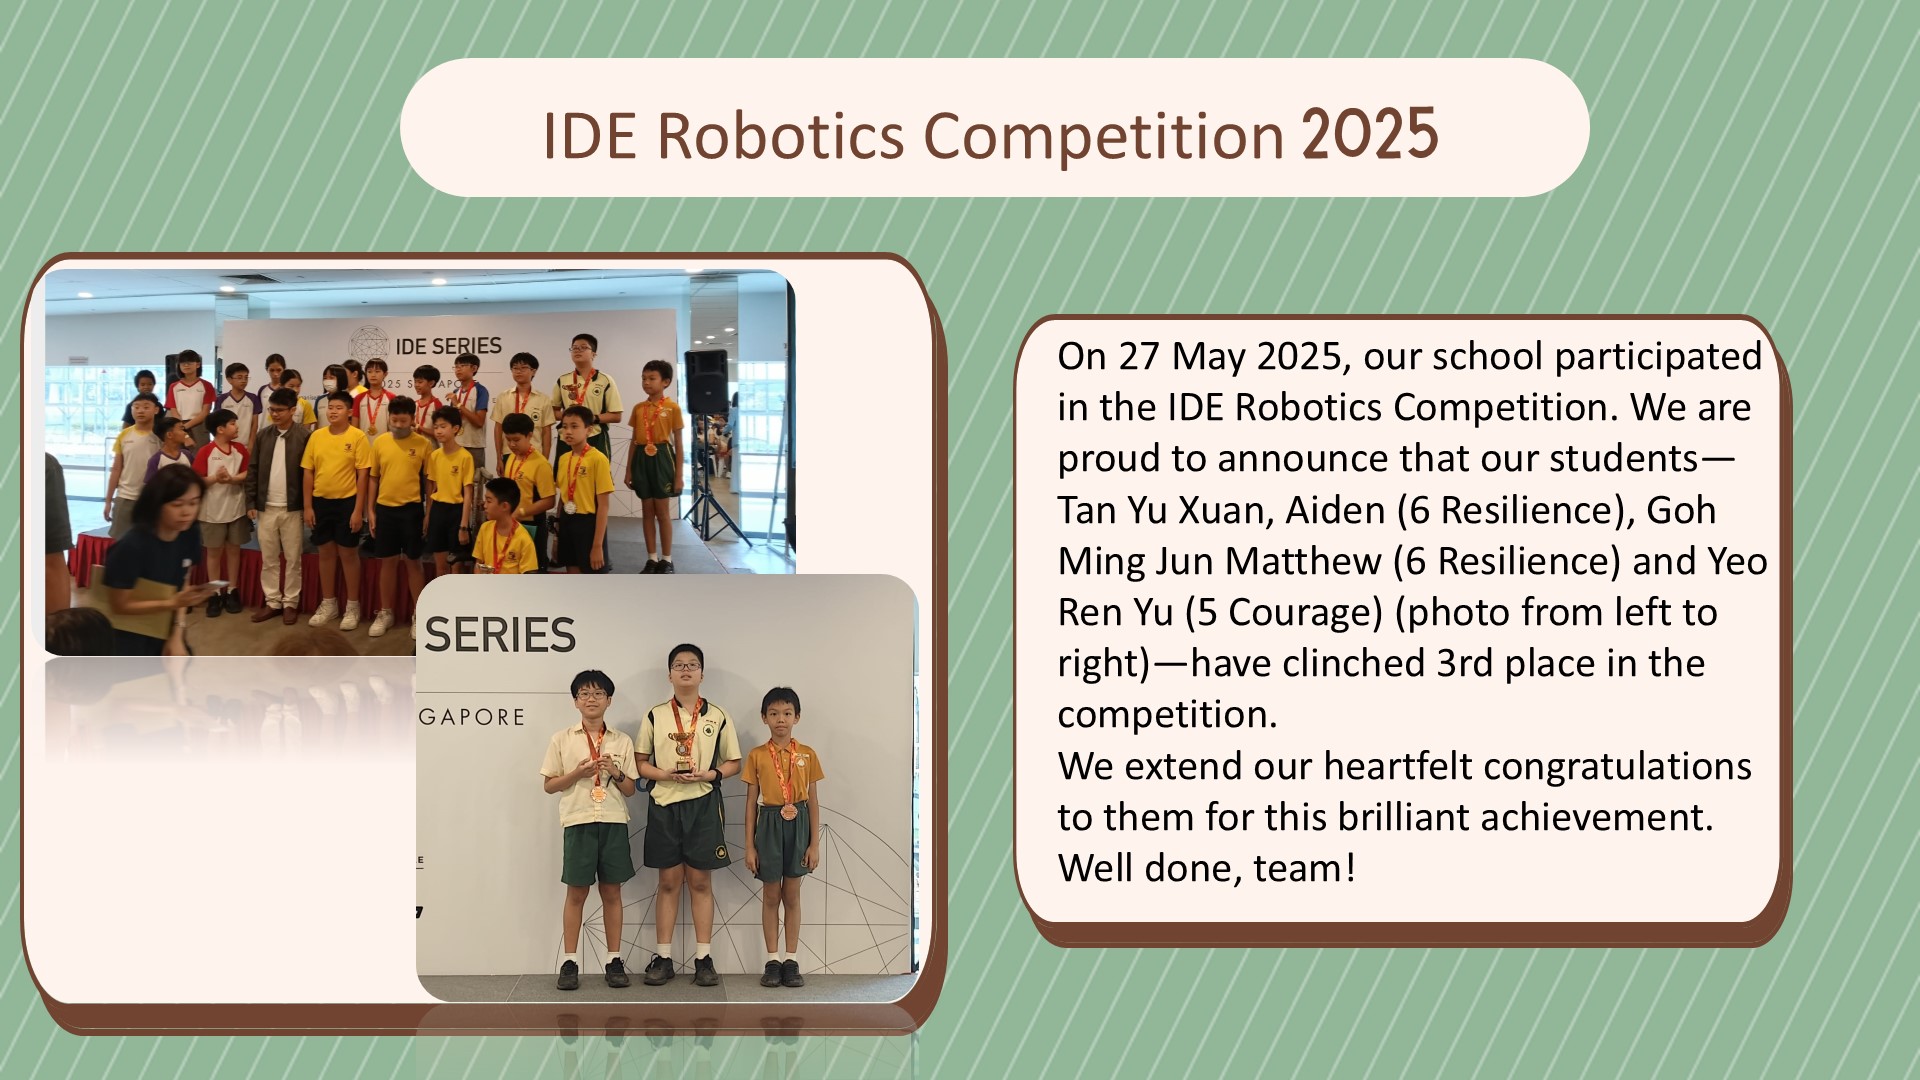 IDE Robotics Competition 2025
IDE SERIES
2025 SINGAPORE
SERIES
GAPORE
On 27 May 2025, our school participated
in the IDE Robotics Competition. We are
proud to announce that our students—
Tan Yu Xuan, Aiden (6 Resilience), Goh
Ming Jun Matthew (6 Resilience) and Yeo
Ren Yu (5 Courage) (photo from left to
right)—have clinched 3rd place in the
competition.
We extend our heartfelt congratulations
to them for this brilliant achievement.
Well done, team!